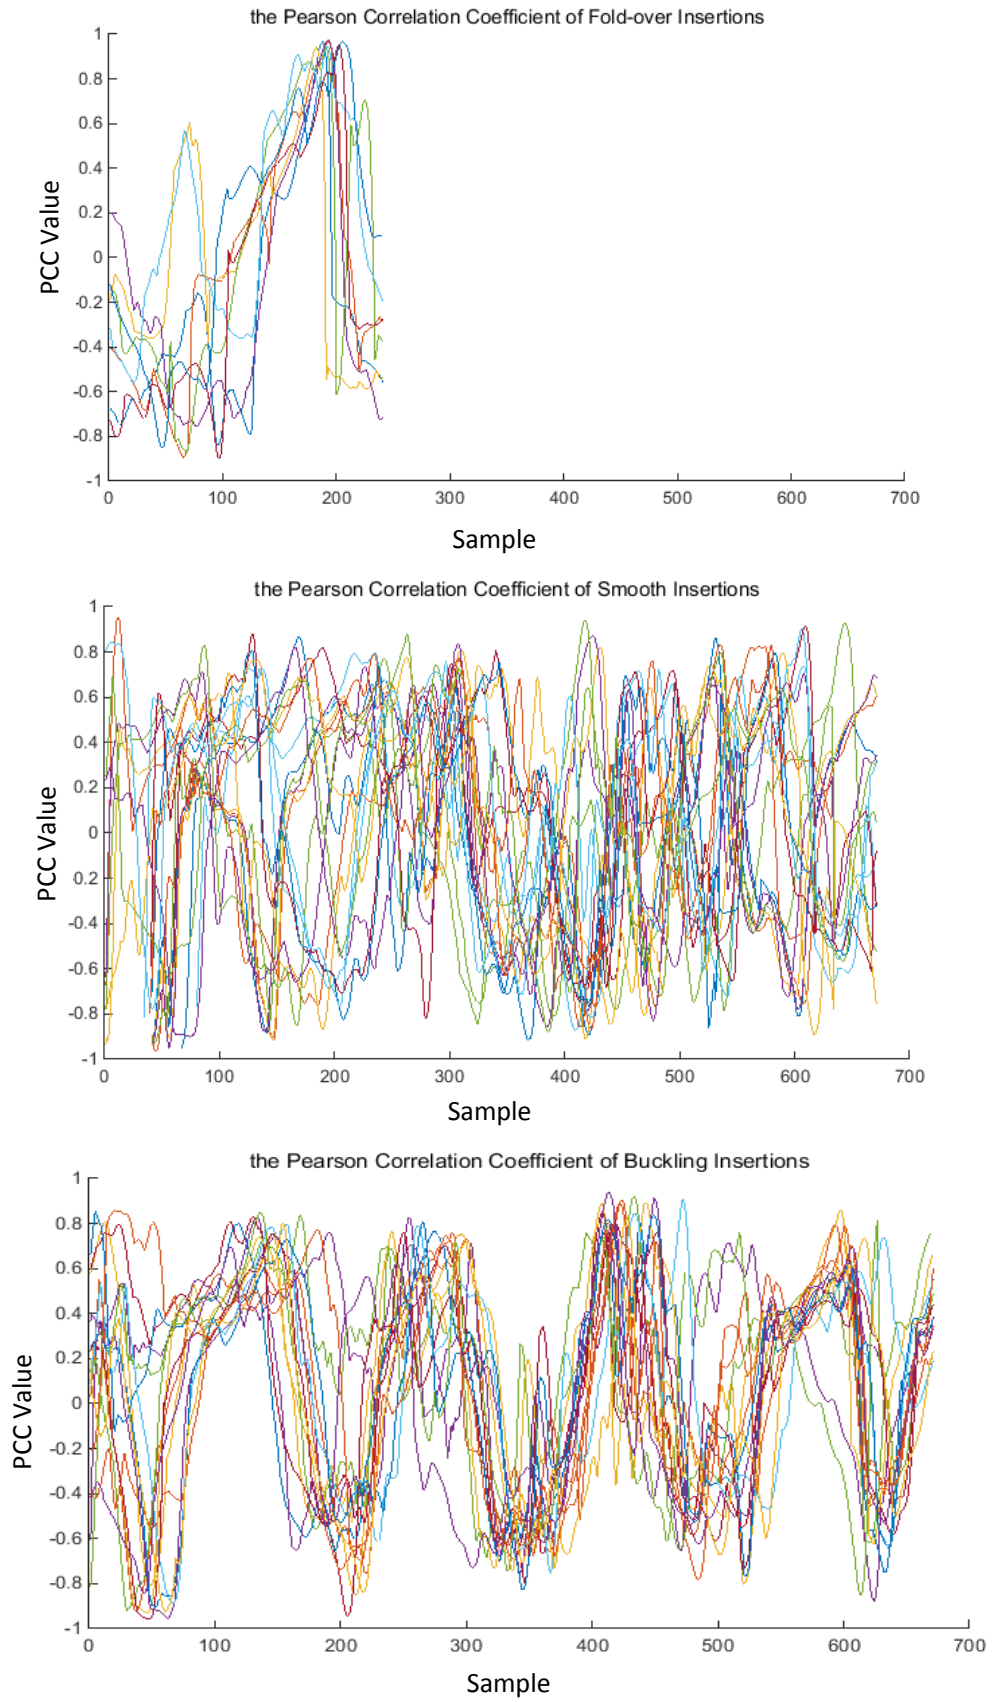 the Pearson Correlation Coefficient of Fold-over Insertions
1
0.8
0.6
0.4
0.2
0
-0.2
-0.4
-0.6
-0.8
-1
PCC Value
0 100 200 300 400 500 600 700
Sample
the Pearson Correlation Coefficient of Smooth Insertions
1
0.8
0.6
0.4
0.2
0
0.2
-0.4
-0.6
-0.8
-1
PCC Value
0 100 200 300 400 500 600 700
Sample
the Pearson Correlation Coefficient of Buckling Insertions
1
0.8
0.6
0.4
0.2
0
-0.2
-0.4
-0.6
-0.8
-1
PCC Value
0 100 200 300 400 500 600 700
Sample